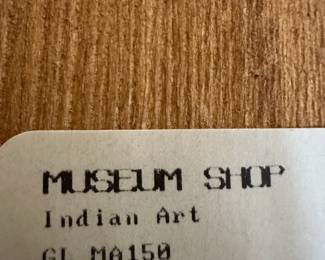 MUSEUM SHOP
Indian Art
GL MA150